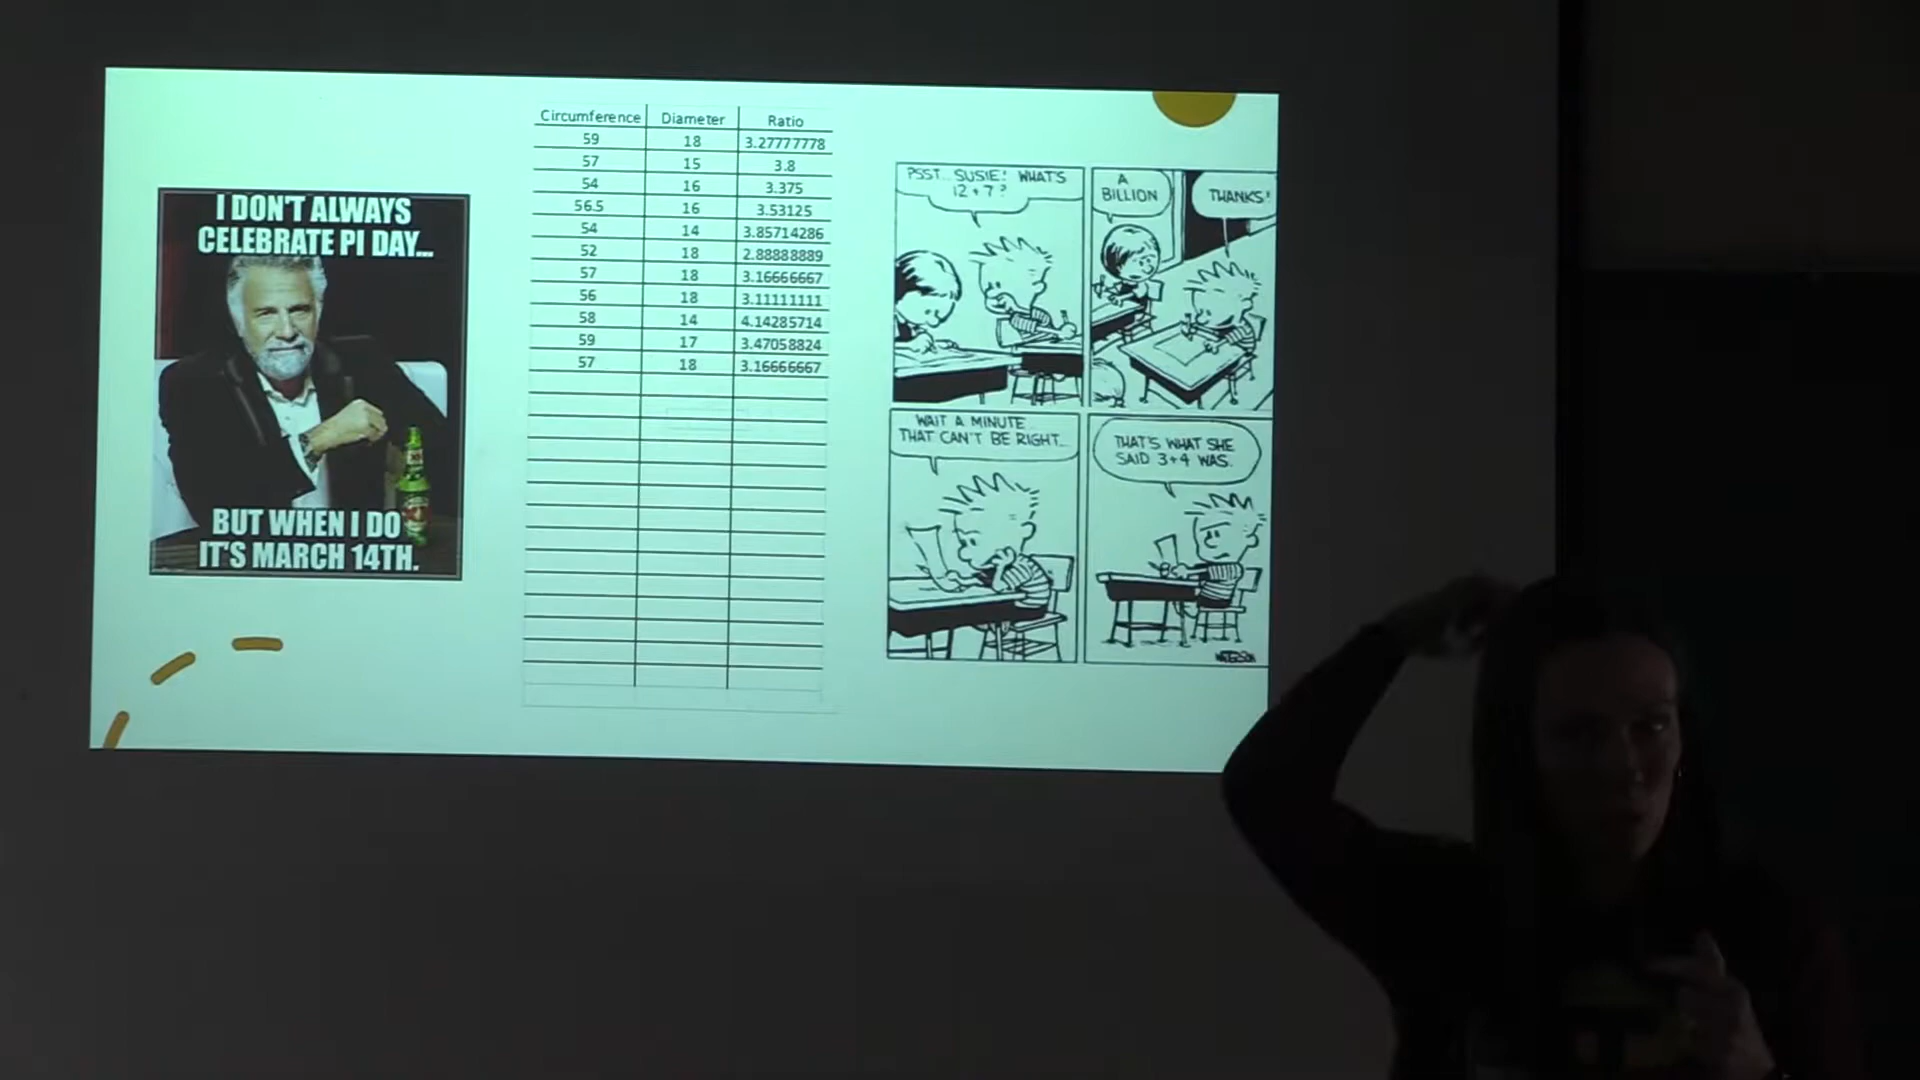 I DON'T ALWAYS
CELEBRATE PI DAY...
BUT WHEN I DO
IT'S MARCH 14TH.
Circumference Diameter Ratio
59 18 3.27777778
57 15 3.8
54 16 3.375
56.5 16 3.53125
54 14 3.85714286
52 18 2.88888889
57 18 3.16666667
56 18 3.11111111
58 14 4.14285714
59 17 3.47058824
57 18 3.16666667
PSST... SUSIE! WHAT'S
12+7?
A
BILLION
THANKS!
WAIT A MINUTE
THAT CAN'T BE RIGHT...
THAT'S WHAT SHE
SAID 3+4 WAS.